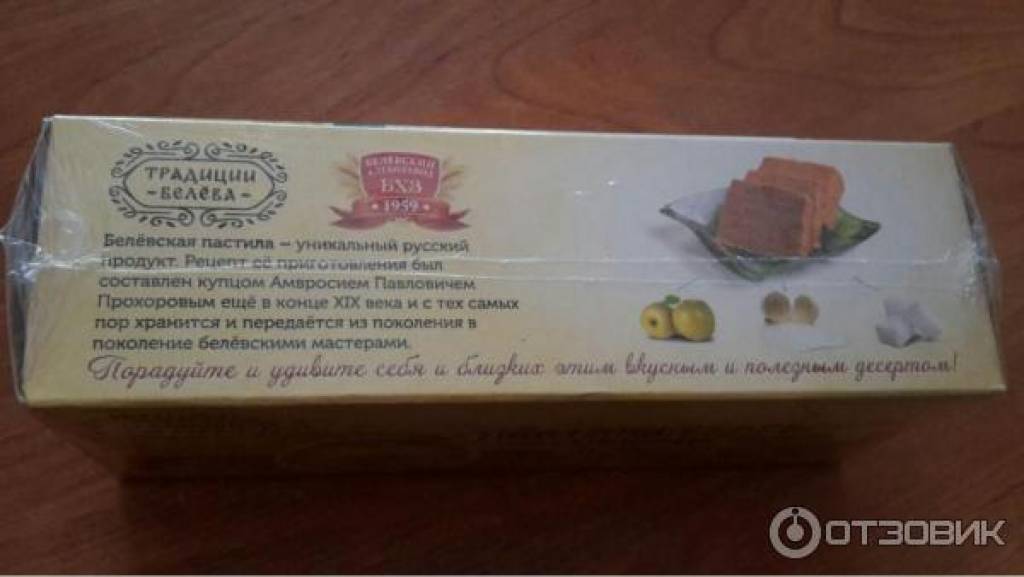 ТРАДИЦИИ
БЕЛЁВА
БЕЛЁВСКИЙ
ХЛЕБОЗАВОД
БХЗ
1959
Белёвская пастила – уникальный русский
продукт. Рецепт её приготовления был
составлен купцом Амвросием Павловичем
Прохоровым ещё в конце XIX века и с тех самых
пор хранится и передаётся из поколения в
поколение белёвскими мастерами.
Порадуйте и удивите себя и близких этим вкусным и полезным десертом!
ОТЗОВИК